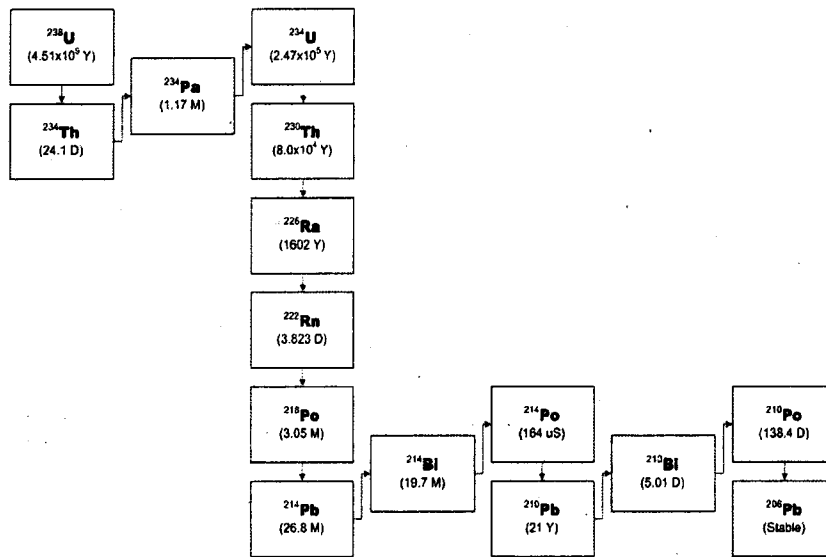 ²³⁸U
(4.51x10⁹ Y)
²³⁴Th
(24.1 D)
²³⁴Pa
(1.17 M)
²³⁴U
(2.47x10⁵ Y)
²³⁰Th
(8.0x10⁴ Y)
²²⁶Ra
(1602 Y)
²²²Rn
(3.823 D)
²¹⁸Po
(3.05 M)
²¹⁴Pb
(26.8 M)
²¹⁴Bi
(19.7 M)
²¹⁴Po
(164 uS)
²¹⁰Pb
(21 Y)
²¹³Bi
(5.01 D)
²¹⁰Po
(138.4 D)
²⁰⁶Pb
(Stable)